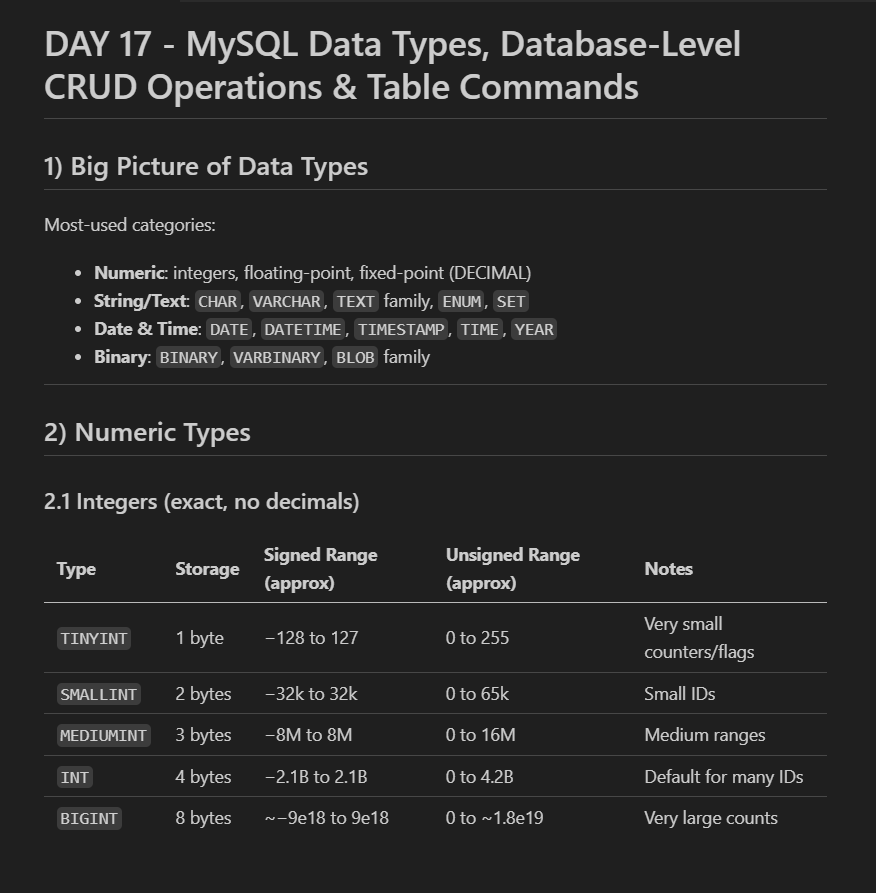 DAY 17 - MySQL Data Types, Database-Level
CRUD Operations & Table Commands
1) Big Picture of Data Types
Most-used categories:
• Numeric: integers, floating-point, fixed-point (DECIMAL)
• String/Text: CHAR, VARCHAR, TEXT family, ENUM, SET
• Date & Time: DATE, DATETIME, TIMESTAMP, TIME, YEAR
• Binary: BINARY, VARBINARY, BLOB family
2) Numeric Types
2.1 Integers (exact, no decimals)
Type Storage Signed Range (approx) Unsigned Range (approx) Notes
TINYINT 1 byte −128 to 127 0 to 255 Very small counters/flags
SMALLINT 2 bytes −32k to 32k 0 to 65k Small IDs
MEDIUMINT 3 bytes −8M to 8M 0 to 16M Medium ranges
INT 4 bytes −2.1B to 2.1B 0 to 4.2B Default for many IDs
BIGINT 8 bytes ~−9e18 to 9e18 0 to ~1.8e19 Very large counts